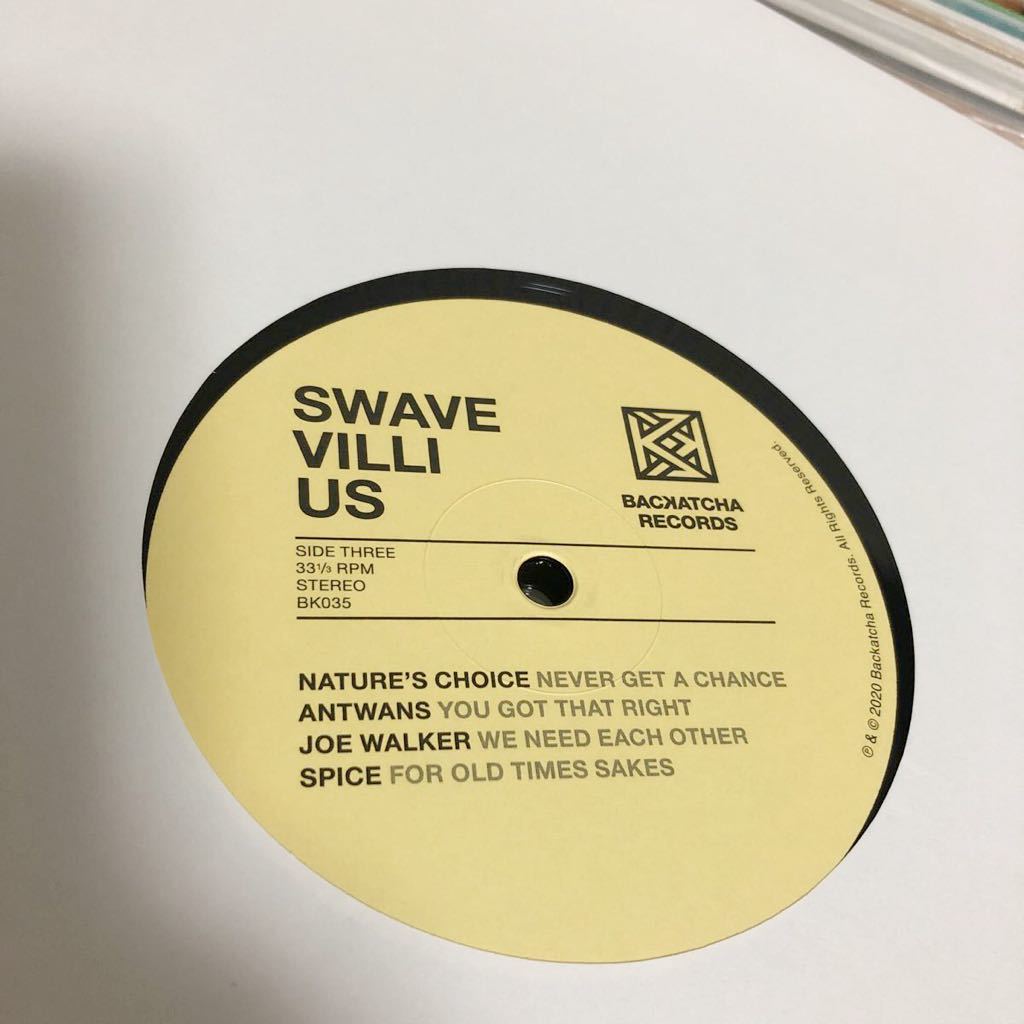 SWAVE
VILLI
US
BACKATCHA
RECORDS
SIDE THREE
33⅓ RPM
STEREO
BK035
NATURE'S CHOICE NEVER GET A CHANCE
ANTWANS YOU GOT THAT RIGHT
JOE WALKER WE NEED EACH OTHER
SPICE FOR OLD TIMES SAKES
℗ & © 2020 Backatcha Records. All Rights Reserved.